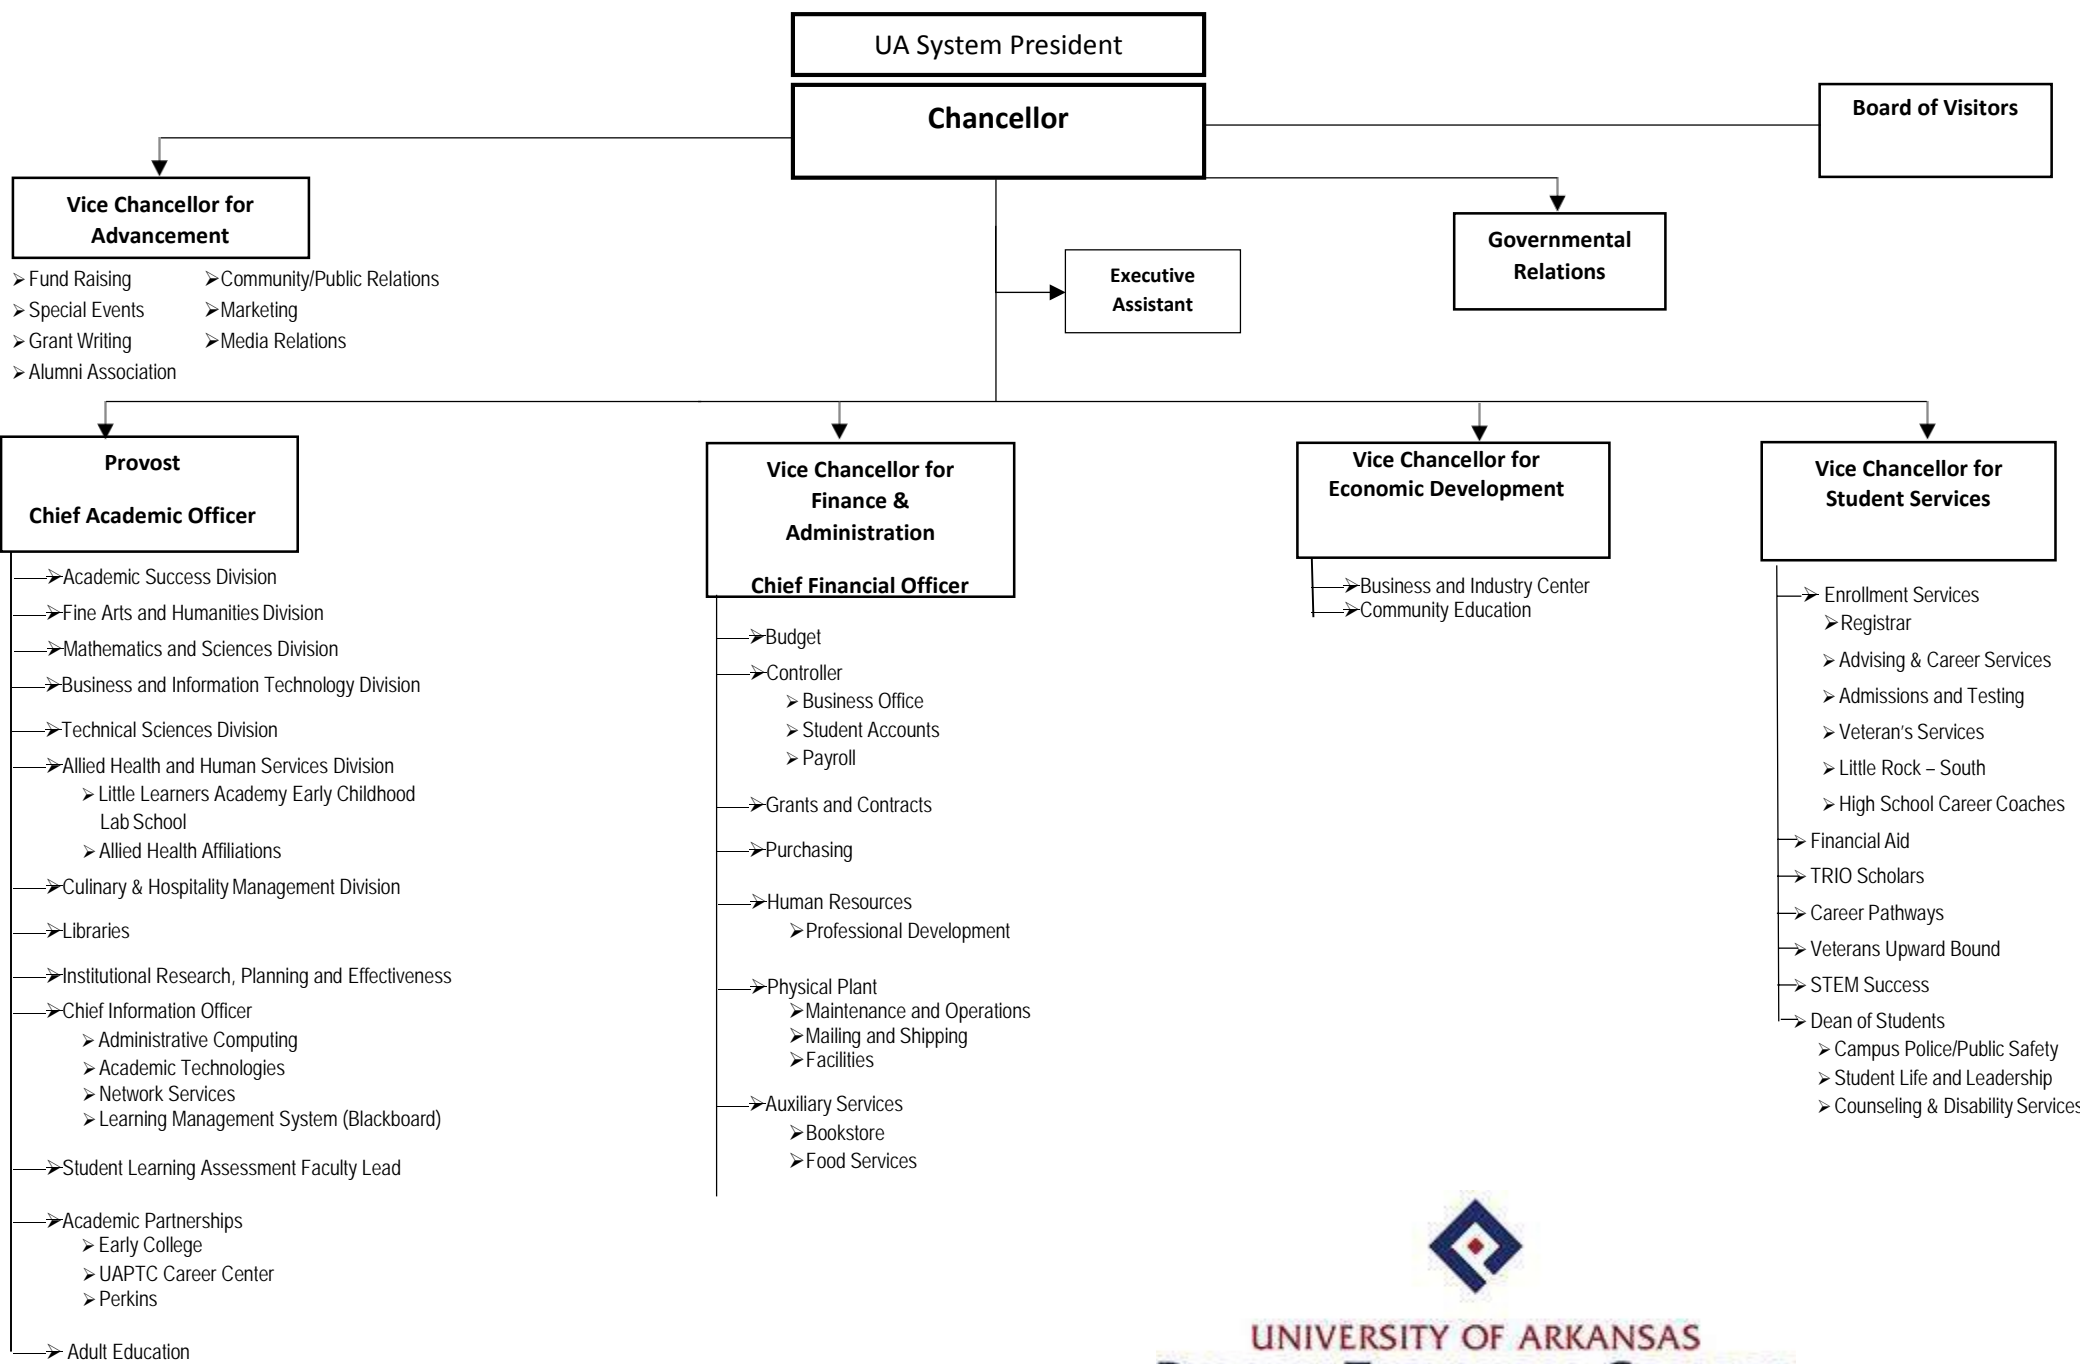 UA System President
Chancellor
Board of Visitors
Vice Chancellor for
Advancement
➢Fund Raising
➢Special Events
➢Grant Writing
➢Alumni Association
➢Community/Public Relations
➢Marketing
➢Media Relations
Executive
Assistant
Governmental
Relations
Provost
Chief Academic Officer
➢Academic Success Division
➢Fine Arts and Humanities Division
➢Mathematics and Sciences Division
➢Business and Information Technology Division
➢Technical Sciences Division
➢Allied Health and Human Services Division
➢Little Learners Academy Early Childhood
Lab School
➢Allied Health Affiliations
➢Culinary & Hospitality Management Division
➢Libraries
➢Institutional Research, Planning and Effectiveness
➢Chief Information Officer
➢Administrative Computing
➢Academic Technologies
➢Network Services
➢Learning Management System (Blackboard)
➢Student Learning Assessment Faculty Lead
➢Academic Partnerships
➢Early College
➢UAPTC Career Center
➢Perkins
➢Adult Education
Vice Chancellor for
Finance &
Administration
Chief Financial Officer
➢Budget
➢Controller
➢Business Office
➢Student Accounts
➢Payroll
➢Grants and Contracts
➢Purchasing
➢Human Resources
➢Professional Development
➢Physical Plant
➢Maintenance and Operations
➢Mailing and Shipping
➢Facilities
➢Auxiliary Services
➢Bookstore
➢Food Services
Vice Chancellor for
Economic Development
➢Business and Industry Center
➢Community Education
Vice Chancellor for
Student Services
➢Enrollment Services
➢Registrar
➢Advising & Career Services
➢Admissions and Testing
➢Veteran's Services
➢Little Rock – South
➢High School Career Coaches
➢Financial Aid
➢TRIO Scholars
➢Career Pathways
➢Veterans Upward Bound
➢STEM Success
➢Dean of Students
➢Campus Police/Public Safety
➢Student Life and Leadership
➢Counseling & Disability Services
UNIVERSITY OF ARKANSAS